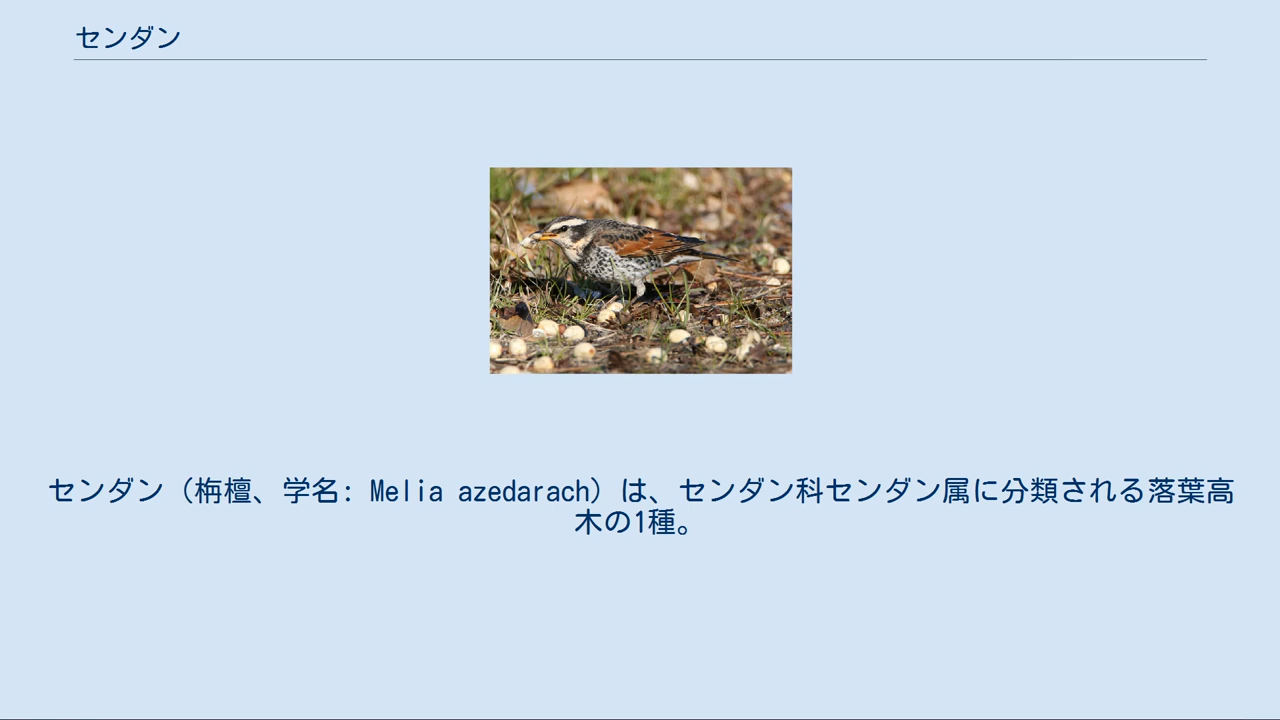 センダン
センダン（栴檀、学名: Melia azedarach）は、センダン科センダン属に分類される落葉高
木の1種。